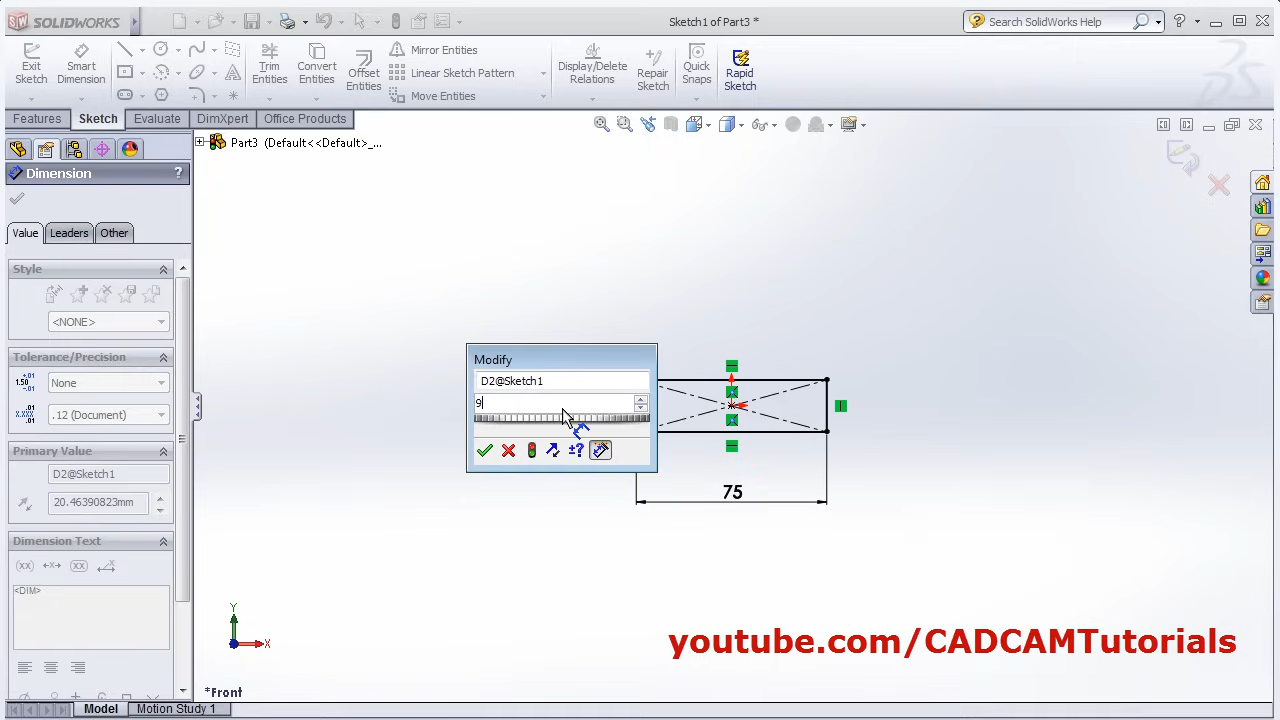 SOLIDWORKS
Sketch1 of Part3 *
Search SolidWorks Help
Exit Sketch
Smart Dimension
Trim Entities
Convert Entities
Offset Entities
Mirror Entities
Linear Sketch Pattern
Move Entities
Display/Delete Relations
Repair Sketch
Quick Snaps
Rapid Sketch
Features
Sketch
Evaluate
DimXpert
Office Products
Part3 (Default<<Default>_...
Dimension
?
Value
Leaders
Other
Style
<NONE>
Tolerance/Precision
None
.12 (Document)
Primary Value
D2@Sketch1
20.46390823mm
Dimension Text
<DIM>
Modify
D2@Sketch1
9
±?
75
Y
X
*Front
youtube.com/CADCAMTutorials
Model
Motion Study 1